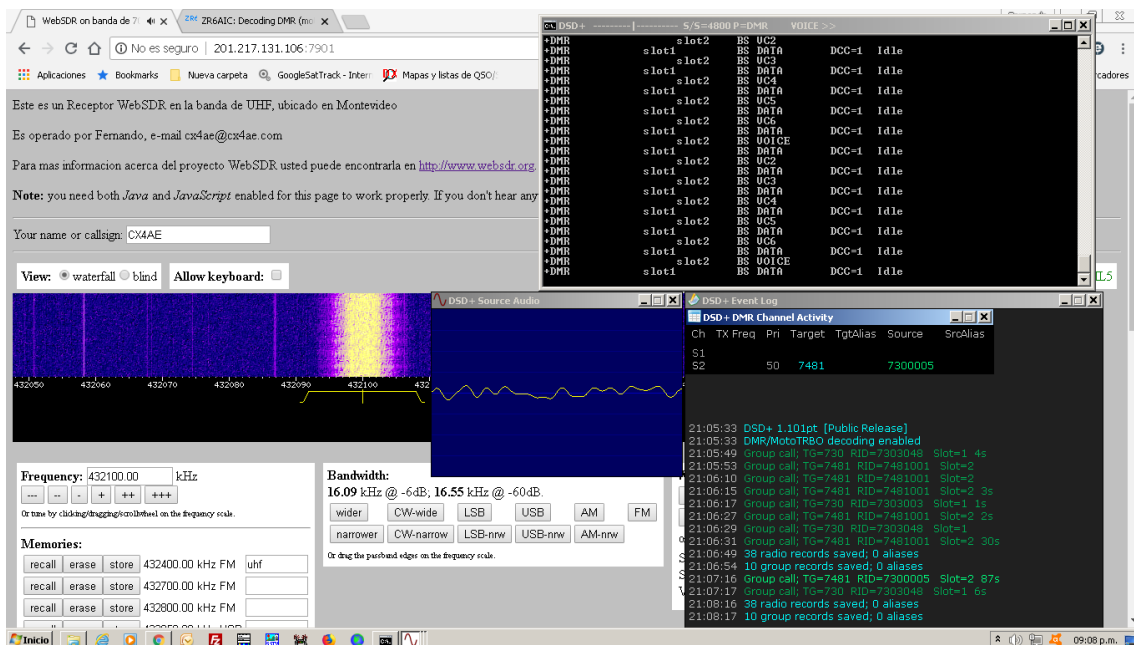 WebSDR on banda de 7
ZR6AIC: Decoding DMR (mo
No es seguro | 201.217.131.106:7901
Aplicaciones Bookmarks Nueva carpeta GoogleSatTrack - Intern Mapas y listas de QSO/
rcadores
Este es un Receptor WebSDR en la banda de UHF, ubicado en Montevideo
Es operado por Fernando, e-mail cx4ae@cx4ae.com
Para mas informacion acerca del proyecto WebSDR usted puede encontrarla en http://www.websdr.org.
Note: you need both Java and JavaScript enabled for this page to work properly. If you don't hear any
Your name or callsign: CX4AE
View: waterfall blind Allow keyboard:
432050 432060 432070 432080 432090 432100 432
Frequency: 432100.00 kHz
--- -- - + ++ +++
Or tune by clicking/dragging/scrollwheel on the frequency scale.
Memories:
recall erase store 432400.00 kHz FM uhf
recall erase store 432700.00 kHz FM
recall erase store 432800.00 kHz FM
Bandwidth:
16.09 kHz @ -6dB; 16.55 kHz @ -60dB.
wider CW-wide LSB USB AM FM
narrower CW-narrow LSB-nrw USB-nrw AM-nrw
Or drag the passband edges on the frequency scale.
DSD+ ---------|---------- S/S=4800 P=DMR VOICE >>
+DMR slot2 BS VC2
+DMR slot1 BS DATA DCC=1 Idle
+DMR slot2 BS VC3
+DMR slot1 BS DATA DCC=1 Idle
+DMR slot2 BS VC4
+DMR slot1 BS DATA DCC=1 Idle
+DMR slot2 BS VC5
+DMR slot1 BS DATA DCC=1 Idle
+DMR slot2 BS VC6
+DMR slot1 BS DATA DCC=1 Idle
+DMR slot2 BS VOICE
+DMR slot1 BS DATA DCC=1 Idle
+DMR slot2 BS VC2
+DMR slot1 BS DATA DCC=1 Idle
+DMR slot2 BS VC3
+DMR slot1 BS DATA DCC=1 Idle
+DMR slot2 BS VC4
+DMR slot1 BS DATA DCC=1 Idle
+DMR slot2 BS VC5
+DMR slot1 BS DATA DCC=1 Idle
+DMR slot2 BS VC6
+DMR slot1 BS DATA DCC=1 Idle
+DMR slot2 BS VOICE
+DMR slot1 BS DATA DCC=1 Idle
DSD+ Source Audio
DSD+ Event Log
DSD+ DMR Channel Activity
Ch TX Freq Pri Target TgtAlias Source SrcAlias
S1
S2 50 7481 7300005
21:05:33 DSD+ 1.101pt [Public Release]
21:05:33 DMR/MotoTRBO decoding enabled
21:05:49 Group call; TG=730 RID=7303048 Slot=1 4s
21:05:53 Group call; TG=7481 RID=7481001 Slot=2
21:06:10 Group call; TG=7481 RID=7481001 Slot=2
21:06:15 Group call; TG=7481 RID=7481001 Slot=2 3s
21:06:17 Group call; TG=730 RID=7303003 Slot=1 1s
21:06:27 Group call; TG=7481 RID=7481001 Slot=2 2s
21:06:29 Group call; TG=730 RID=7303048 Slot=1
21:06:31 Group call; TG=7481 RID=7481001 Slot=2 30s
21:06:49 38 radio records saved; 0 aliases
21:06:54 10 group records saved; 0 aliases
21:07:16 Group call; TG=7481 RID=7300005 Slot=2 87s
21:07:17 Group call; TG=730 RID=7303048 Slot=1 6s
21:08:16 38 radio records saved; 0 aliases
21:08:17 10 group records saved; 0 aliases
Inicio
09:08 p.m.